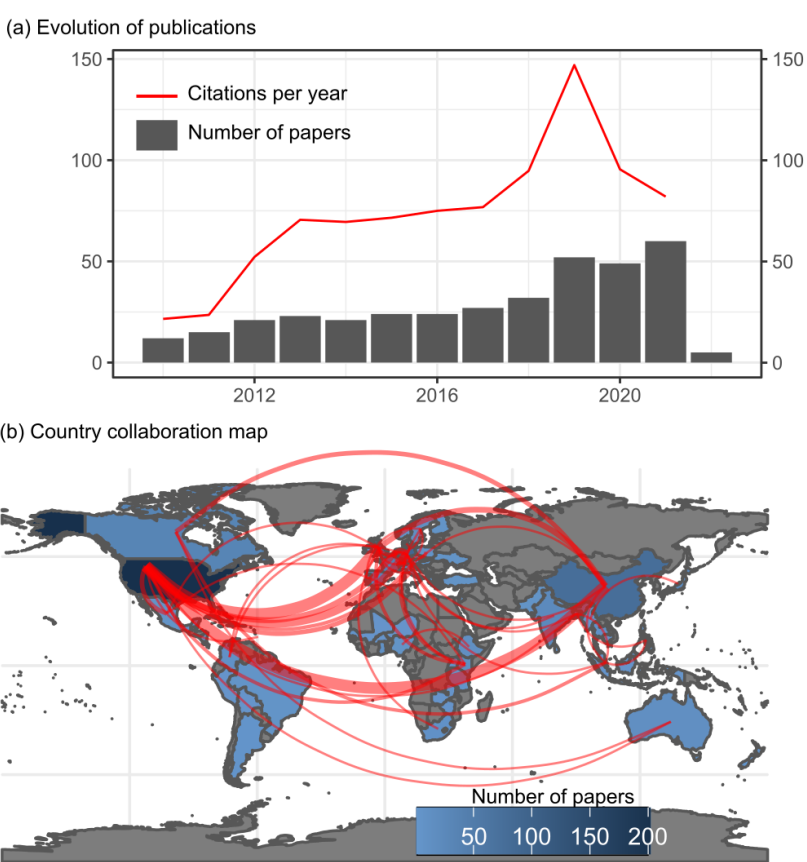 (a) Evolution of publications
150 150
Citations per year
Number of papers
100 100
50 50
0 0
2012 2016 2020
(b) Country collaboration map
Number of papers
50 100 150 200